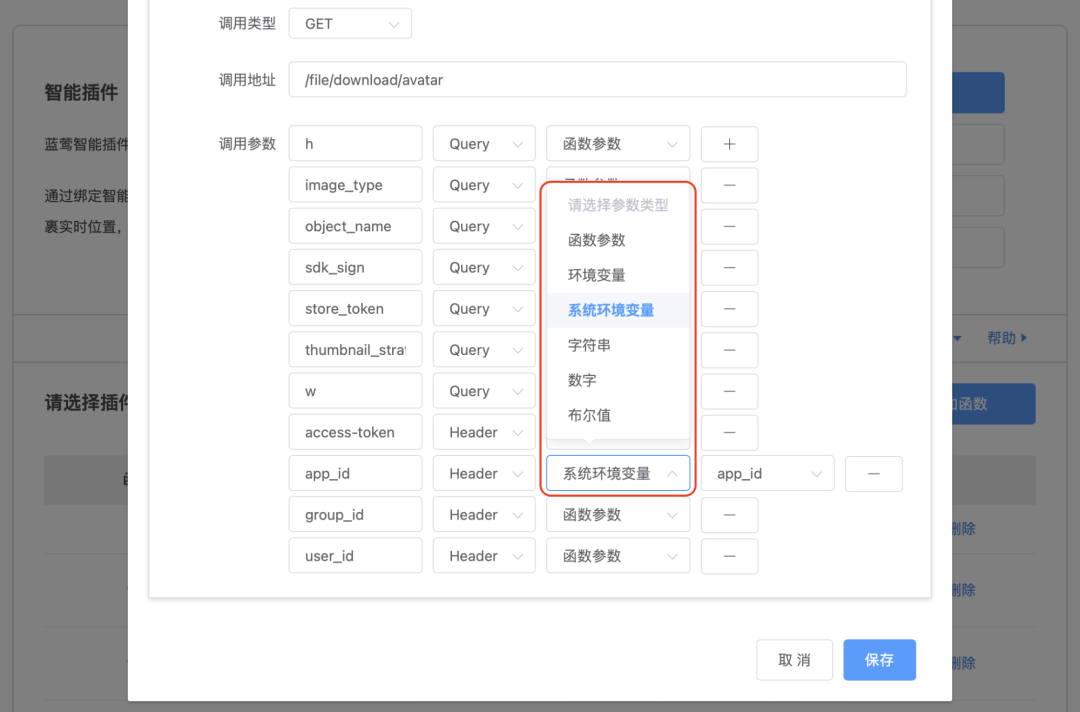 调用类型 GET
调用地址 /file/download/avatar
智能插件
蓝莺智能插件
通过绑定智能
裹实时位置，
调用参数 h Query 函数参数 +
image_type Query
object_name Query
sdk_sign Query
store_token Query
thumbnail_strat Query
w Query
access-token Header
app_id Header 系统环境变量 app_id
group_id Header 函数参数
user_id Header 函数参数
请选择参数类型
函数参数
环境变量
系统环境变量
字符串
数字
布尔值
帮助
请选择插件
函数
删除
删除
删除
取 消 保存